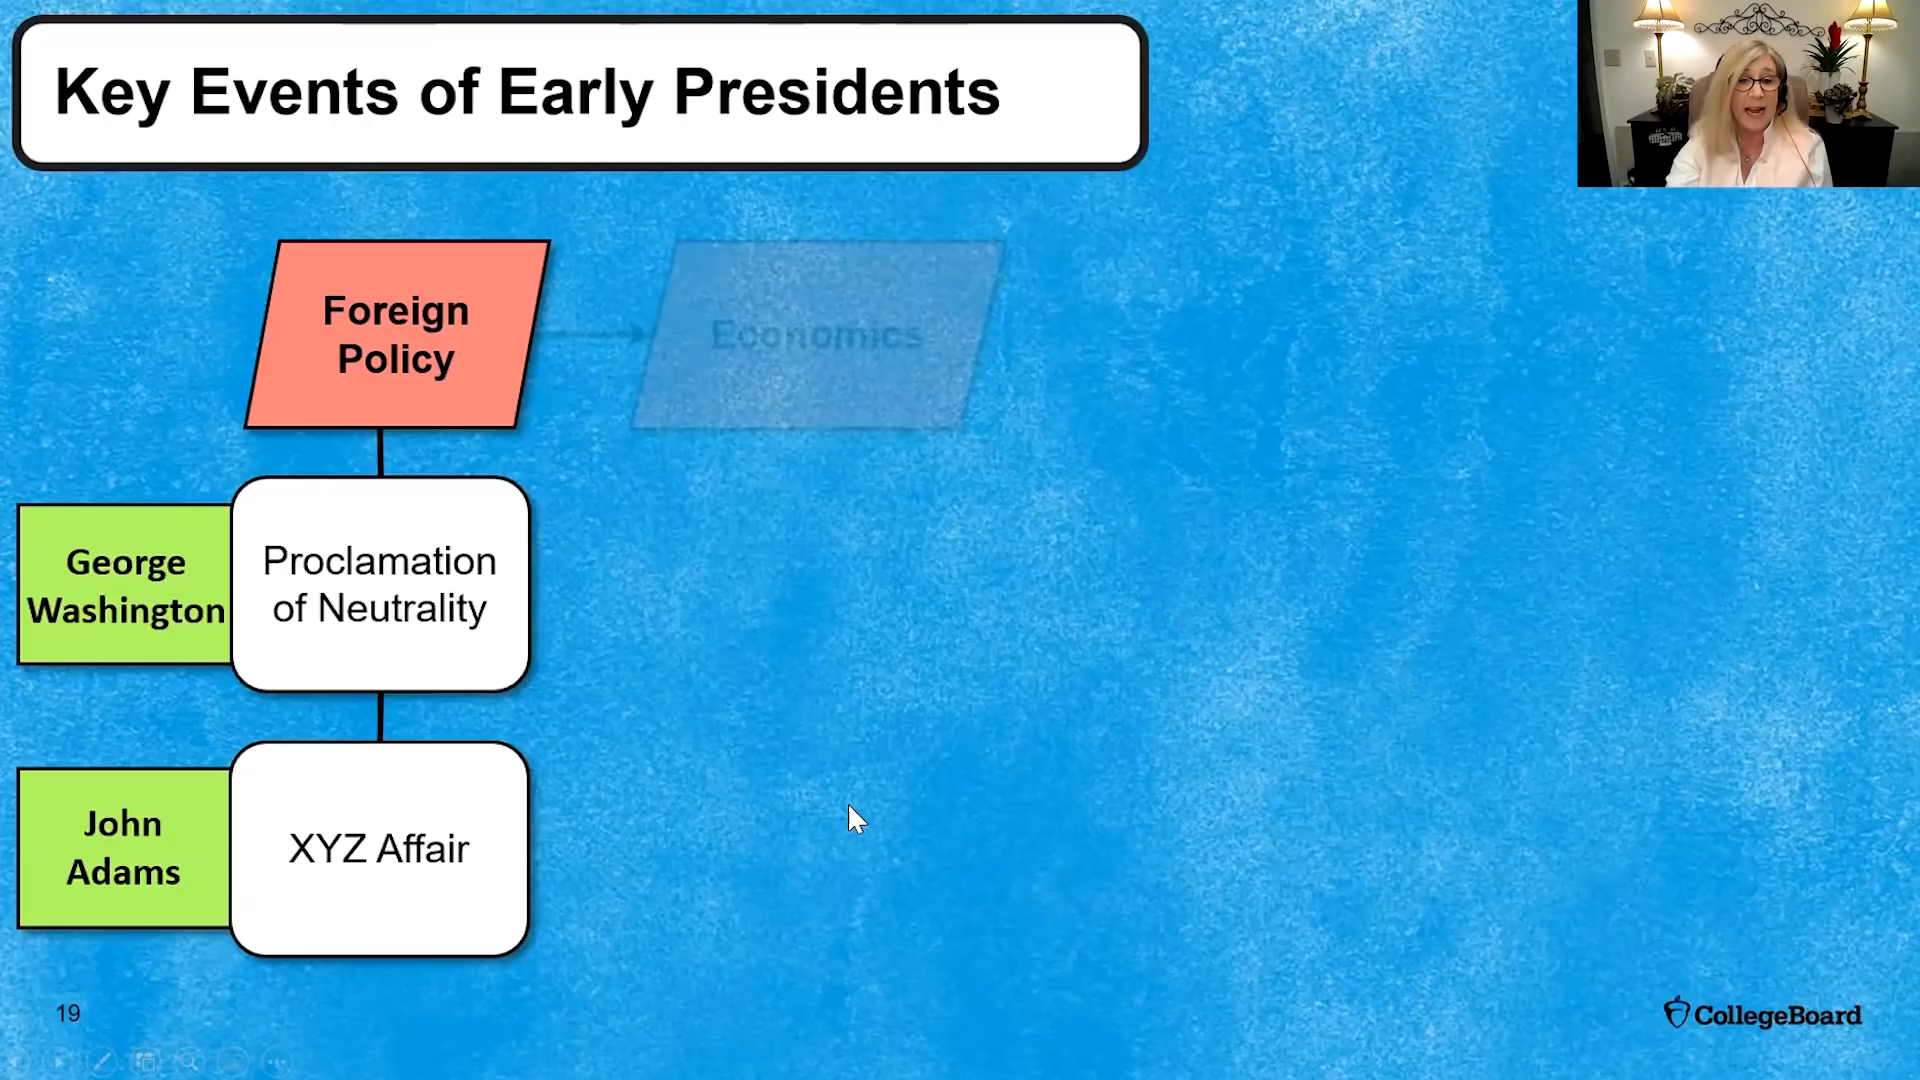 Key Events of Early Presidents
Foreign
Policy
Economics
George
Washington
Proclamation
of Neutrality
John
Adams
XYZ Affair
19
CollegeBoard